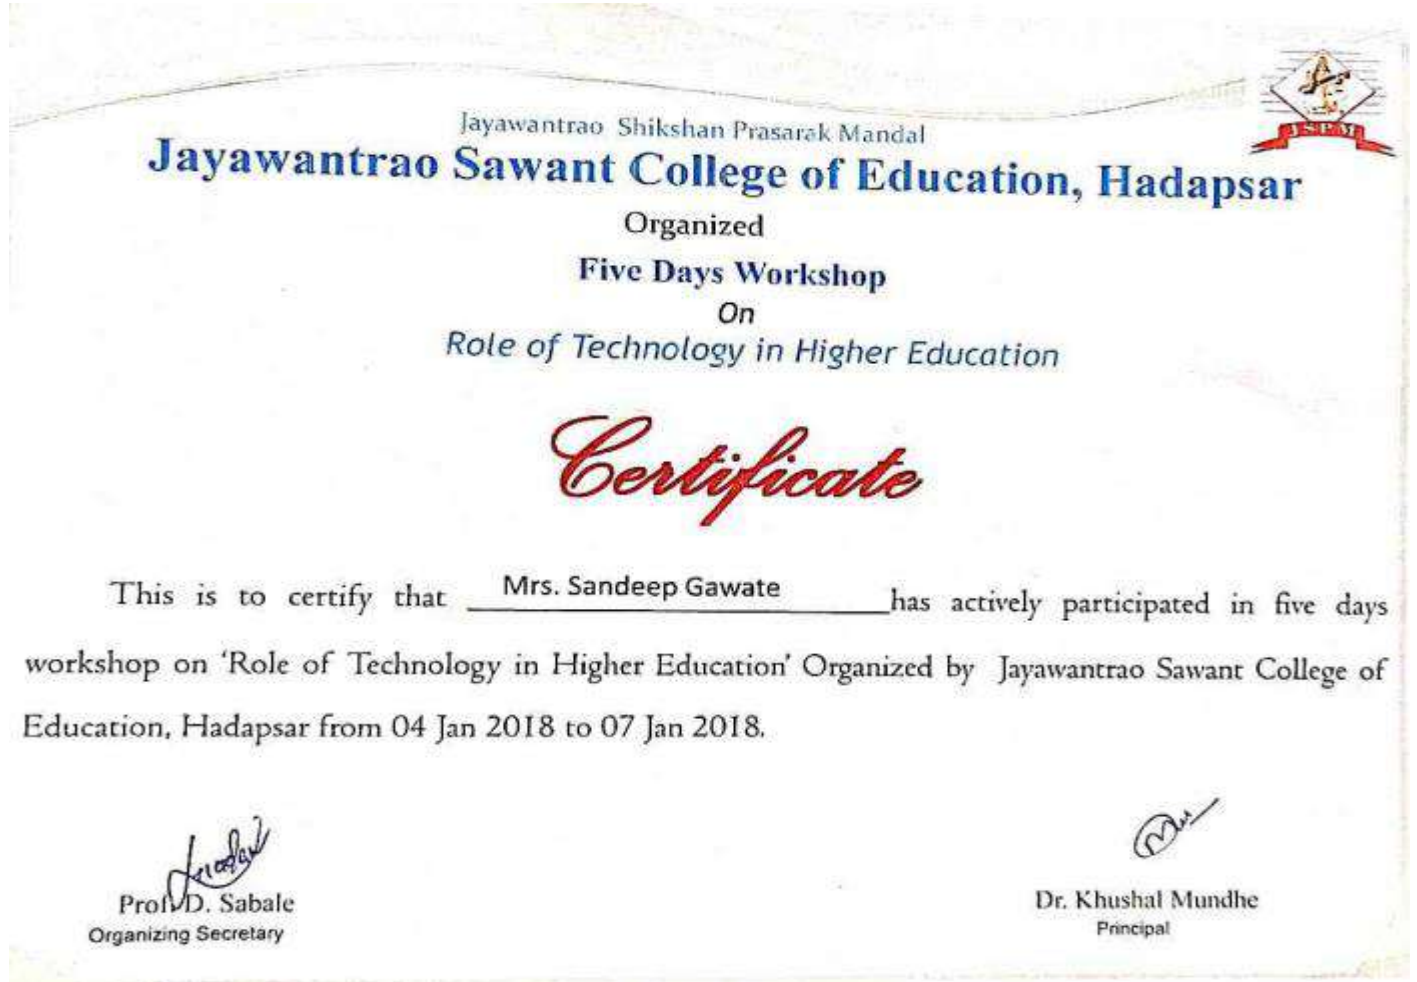 JSPM
Jayawantrao Shikshan Prasarak Mandal
Jayawantrao Sawant College of Education, Hadapsar
Organized
Five Days Workshop
On
Role of Technology in Higher Education
Certificate
This is to certify that Mrs. Sandeep Gawate has actively participated in five days
workshop on ‘Role of Technology in Higher Education’ Organized by Jayawantrao Sawant College of
Education, Hadapsar from 04 Jan 2018 to 07 Jan 2018.
Prof. D. Sabale
Organizing Secretary
Dr. Khushal Mundhe
Principal